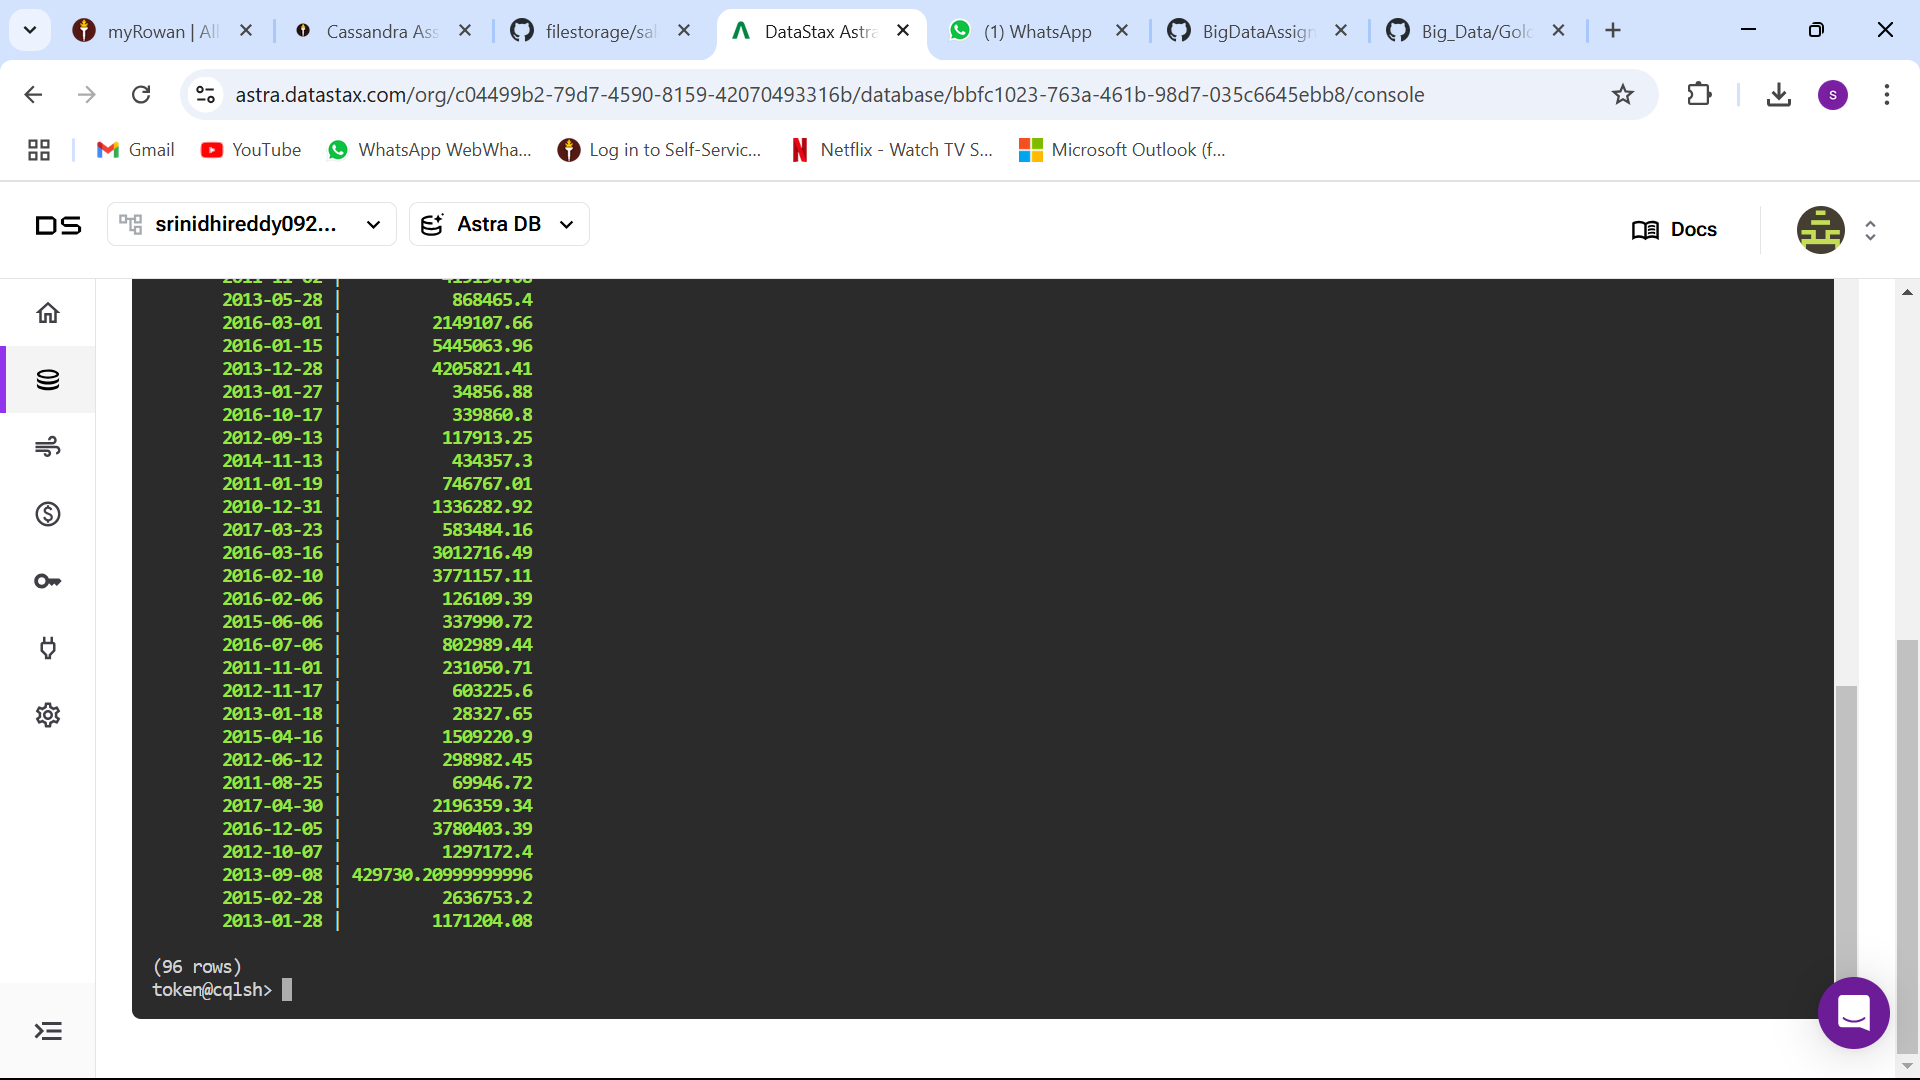 myRowan | All
Cassandra Ass
filestorage/sal
DataStax Astra
(1) WhatsApp
BigDataAssign
Big_Data/Gold
astra.datastax.com/org/c04499b2-79d7-4590-8159-42070493316b/database/bbfc1023-763a-461b-98d7-035c6645ebb8/console
s
Gmail
YouTube
WhatsApp WebWha...
Log in to Self-Servic...
Netflix - Watch TV S...
Microsoft Outlook (f...
DS
srinidhireddy092...
Astra DB
Docs
2011-11-02 |
2013-05-28 | 868465.4
2016-03-01 | 2149107.66
2016-01-15 | 5445063.96
2013-12-28 | 4205821.41
2013-01-27 | 34856.88
2016-10-17 | 339860.8
2012-09-13 | 117913.25
2014-11-13 | 434357.3
2011-01-19 | 746767.01
2010-12-31 | 1336282.92
2017-03-23 | 583484.16
2016-03-16 | 3012716.49
2016-02-10 | 3771157.11
2016-02-06 | 126109.39
2015-06-06 | 337990.72
2016-07-06 | 802989.44
2011-11-01 | 231050.71
2012-11-17 | 603225.6
2013-01-18 | 28327.65
2015-04-16 | 1509220.9
2012-06-12 | 298982.45
2011-08-25 | 69946.72
2017-04-30 | 2196359.34
2016-12-05 | 3780403.39
2012-10-07 | 1297172.4
2013-09-08 | 429730.20999999996
2015-02-28 | 2636753.2
2013-01-28 | 1171204.08
(96 rows)
token@cqlsh>